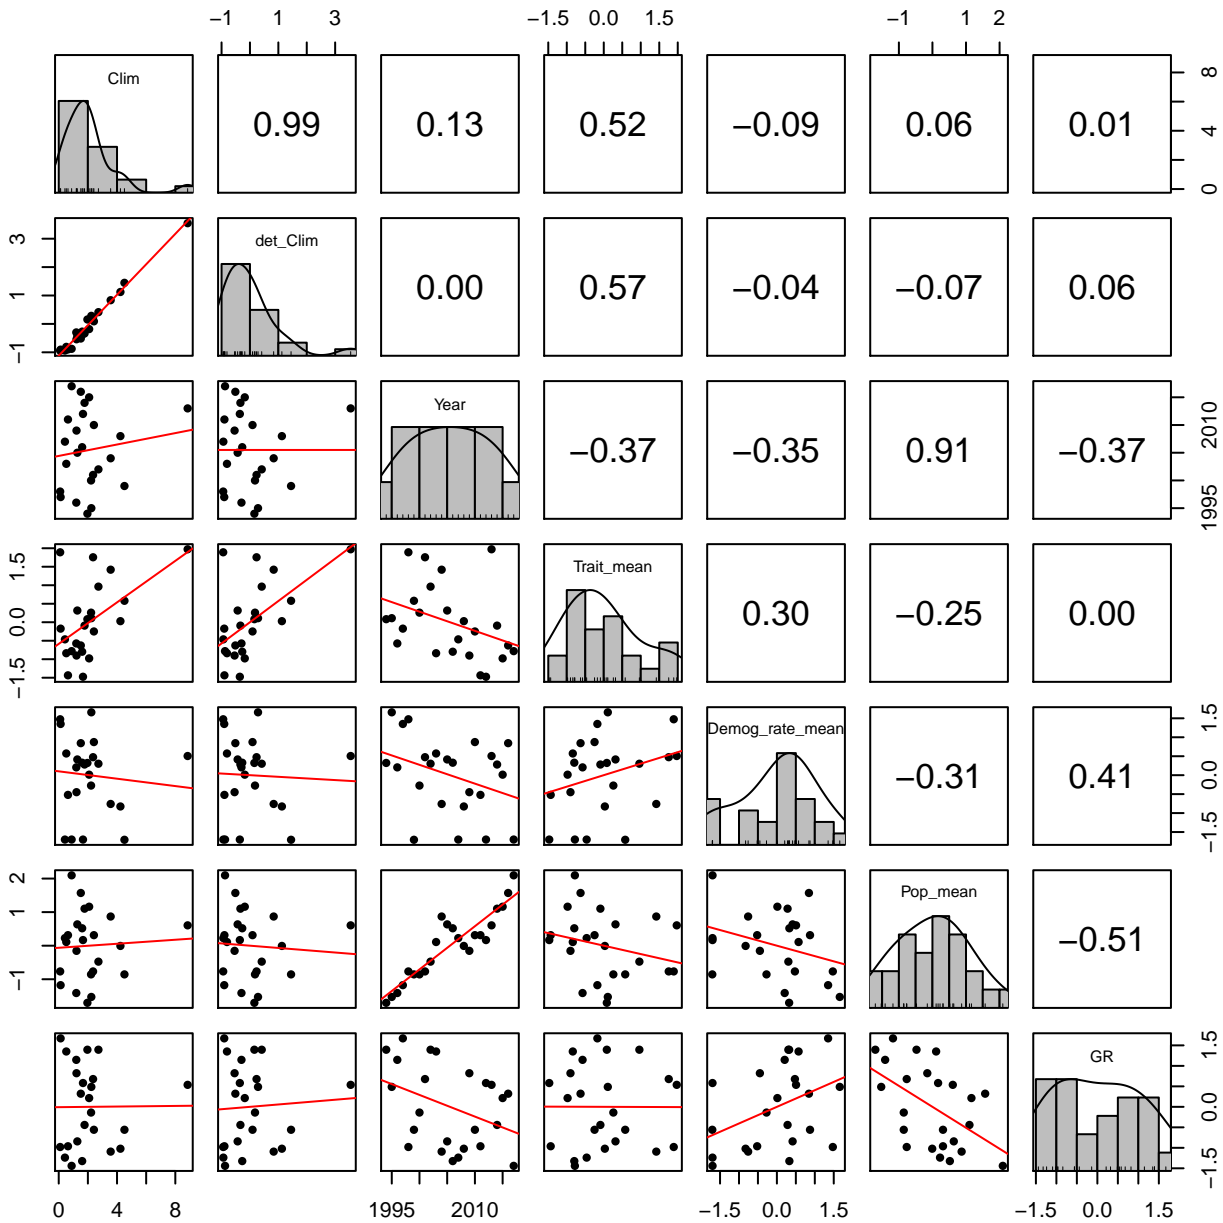 −1 1 3 −1.5 0.0 1.5 −1 1 2
Clim 0.99 0.13 0.52 −0.09 0.06 0.01 0 4 8
−1 1 3 det_Clim 0.00 0.57 −0.04 −0.07 0.06
Year −0.37 −0.35 0.91 −0.37 1995 2010
−1.5 0.0 1.5 Trait_mean 0.30 −0.25 0.00
Demog_rate_mean −0.31 0.41 −1.5 0.0 1.5
−1 1 2 Pop_mean −0.51
GR −1.5 0.0 1.5
0 4 8 1995 2010 −1.5 0.0 1.5 −1.5 0.0 1.5